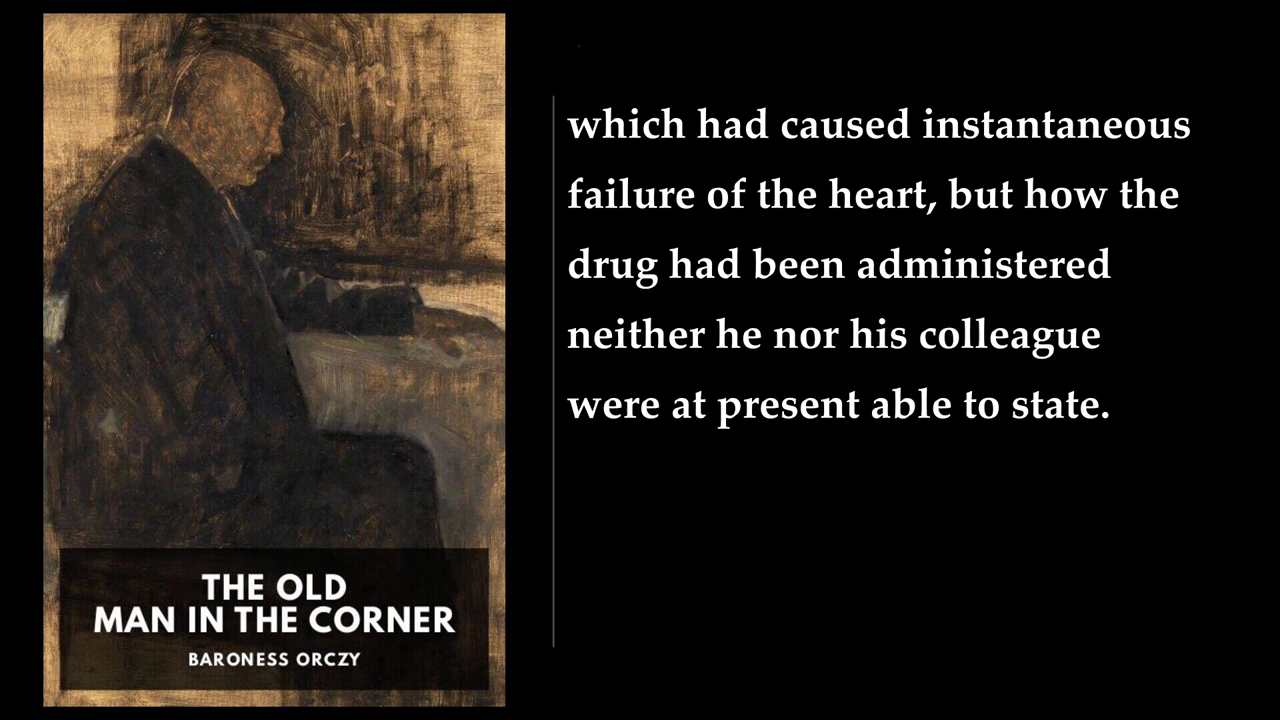 THE OLD
MAN IN THE CORNER
BARONESS ORCZY
which had caused instantaneous
failure of the heart, but how the
drug had been administered
neither he nor his colleague
were at present able to state.